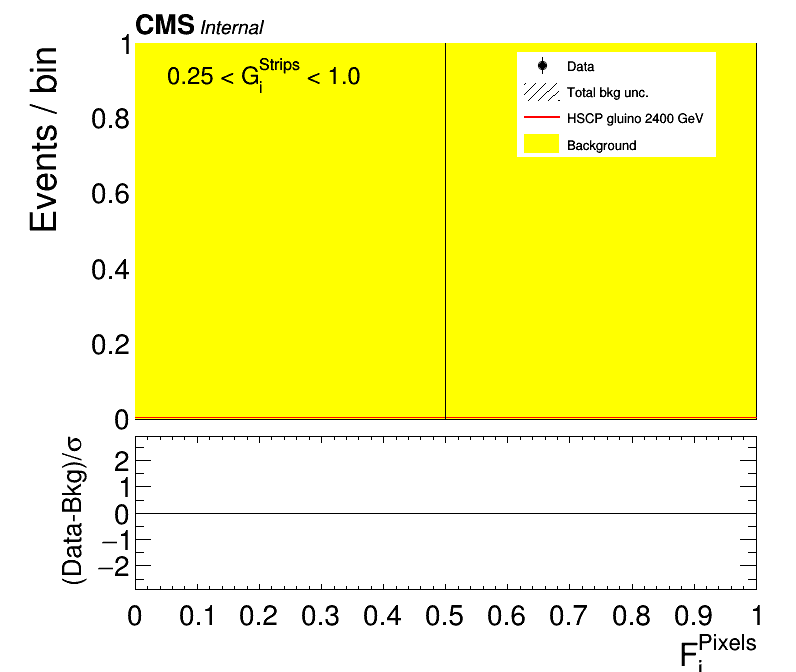 CMS Internal
1
0.8
0.6
0.4
0.2
0
Events / bin
0.25 < G_i^Strips < 1.0
Data
Total bkg unc.
HSCP gluino 2400 GeV
Background
2
1
0
−1
−2
(Data-Bkg)/σ
0 0.1 0.2 0.3 0.4 0.5 0.6 0.7 0.8 0.9 1
F_i^Pixels